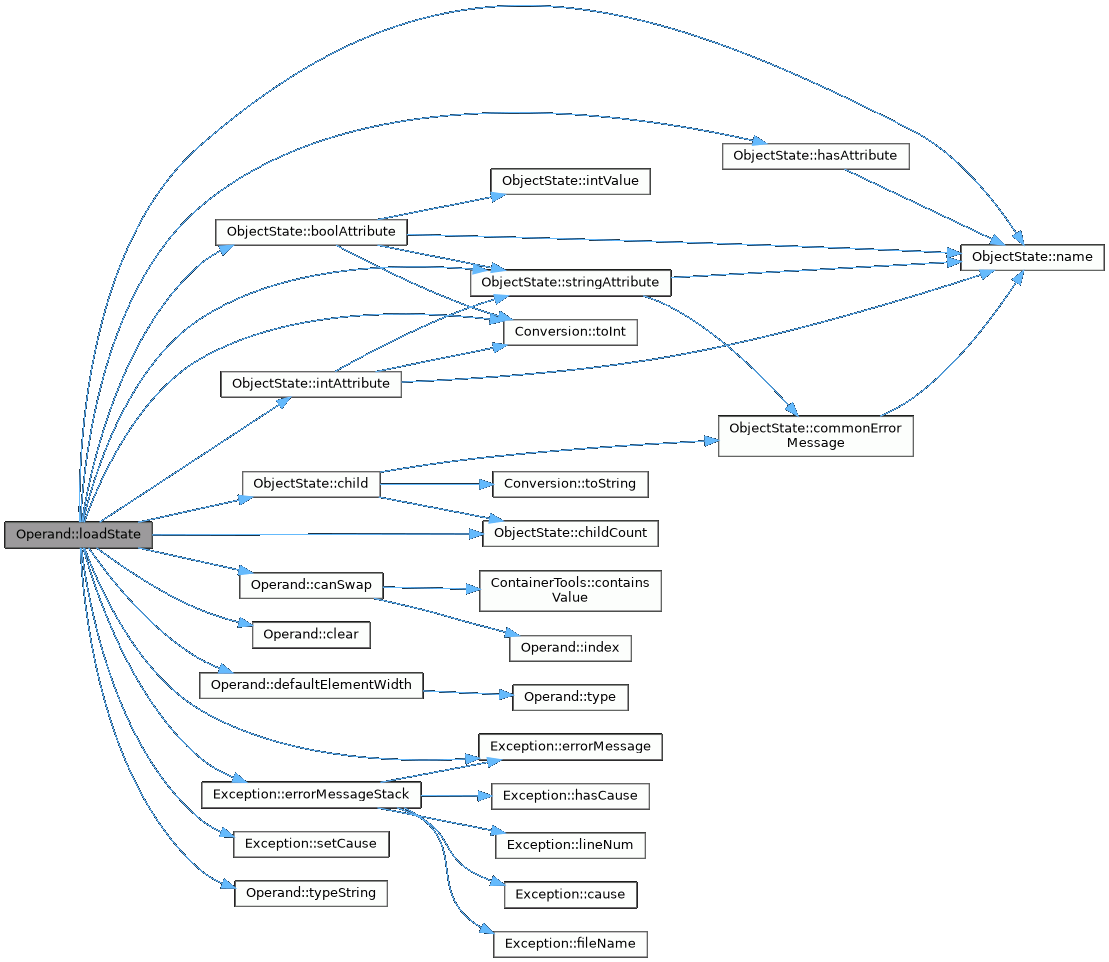 ObjectState::hasAttribute
ObjectState::intValue
ObjectState::boolAttribute
ObjectState::name
ObjectState::stringAttribute
Conversion::toInt
ObjectState::intAttribute
ObjectState::commonError
Message
ObjectState::child
Conversion::toString
Operand::loadState
ObjectState::childCount
Operand::canSwap
ContainerTools::contains
Value
Operand::clear
Operand::index
Operand::defaultElementWidth
Operand::type
Exception::errorMessage
Exception::errorMessageStack
Exception::hasCause
Exception::setCause
Exception::lineNum
Operand::typeString
Exception::cause
Exception::fileName